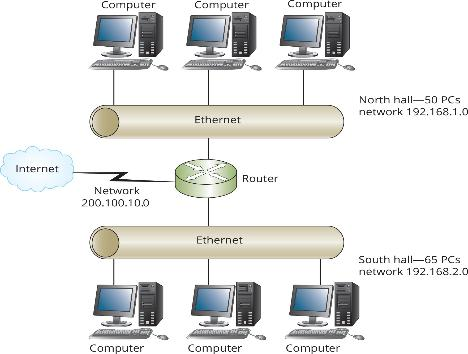 Computer
Computer
Computer
North hall—50 PCs
network 192.168.1.0
Ethernet
Internet
Router
Network
200.100.10.0
Ethernet
South hall—65 PCs
network 192.168.2.0
Computer
Computer
Computer